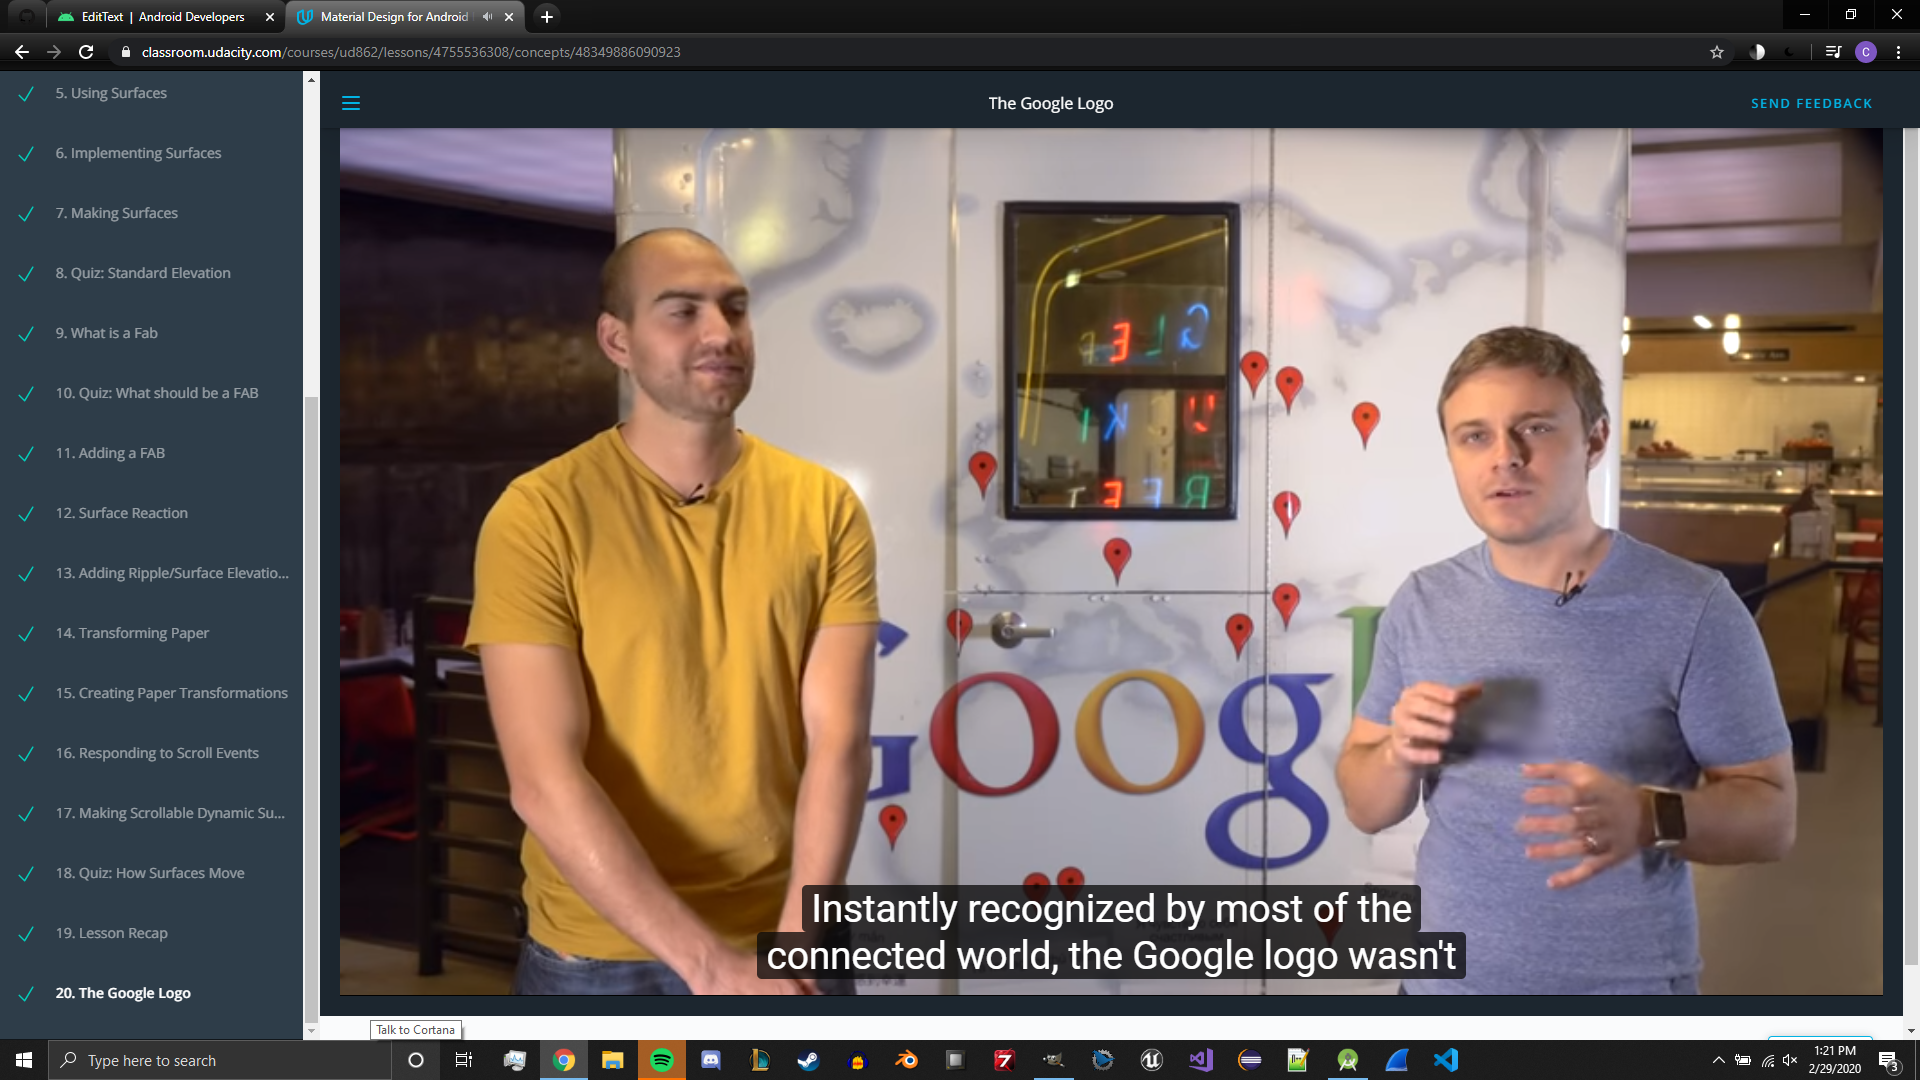 EditText | Android Developers
Material Design for Android
classroom.udacity.com/courses/ud862/lessons/4755536308/concepts/48349886090923
C
5. Using Surfaces
6. Implementing Surfaces
7. Making Surfaces
8. Quiz: Standard Elevation
9. What is a Fab
10. Quiz: What should be a FAB
11. Adding a FAB
12. Surface Reaction
13. Adding Ripple/Surface Elevatio...
14. Transforming Paper
15. Creating Paper Transformations
16. Responding to Scroll Events
17. Making Scrollable Dynamic Su...
18. Quiz: How Surfaces Move
19. Lesson Recap
20. The Google Logo
The Google Logo
SEND FEEDBACK
Googl
Instantly recognized by most of the
connected world, the Google logo wasn't
Talk to Cortana
Type here to search
1:21 PM
2/29/2020
3